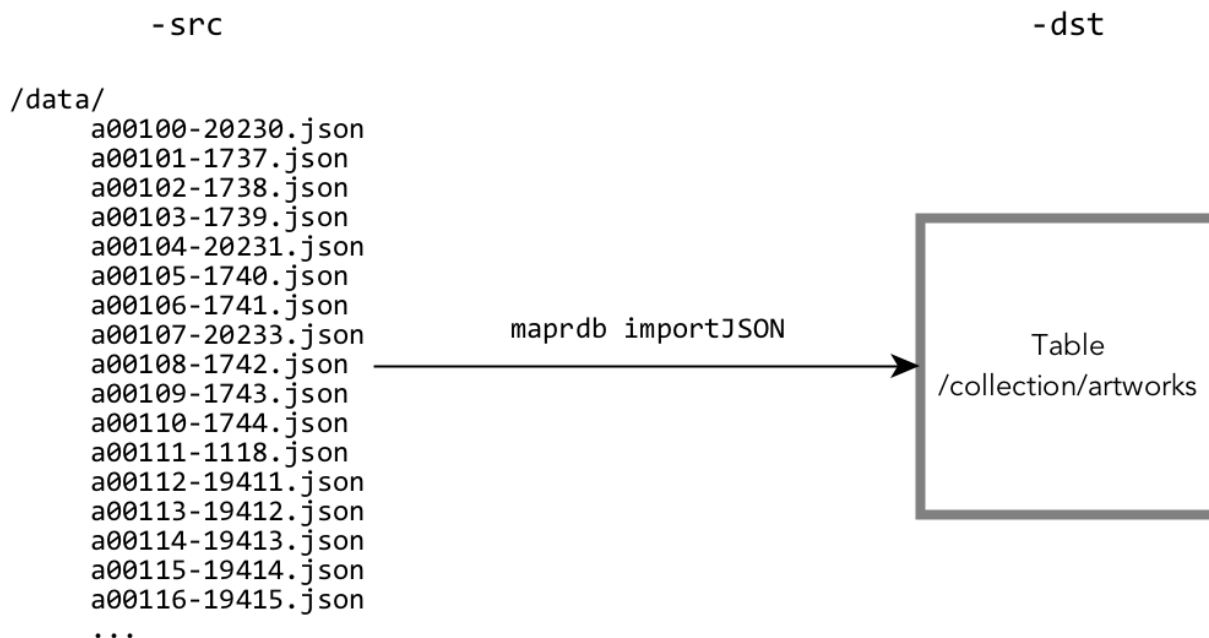 -src
-dst
/data/
a00100-20230.json
a00101-1737.json
a00102-1738.json
a00103-1739.json
a00104-20231.json
a00105-1740.json
a00106-1741.json
a00107-20233.json
a00108-1742.json
a00109-1743.json
a00110-1744.json
a00111-1118.json
a00112-19411.json
a00113-19412.json
a00114-19413.json
a00115-19414.json
a00116-19415.json
...
maprdb importJSON
Table
/collection/artworks